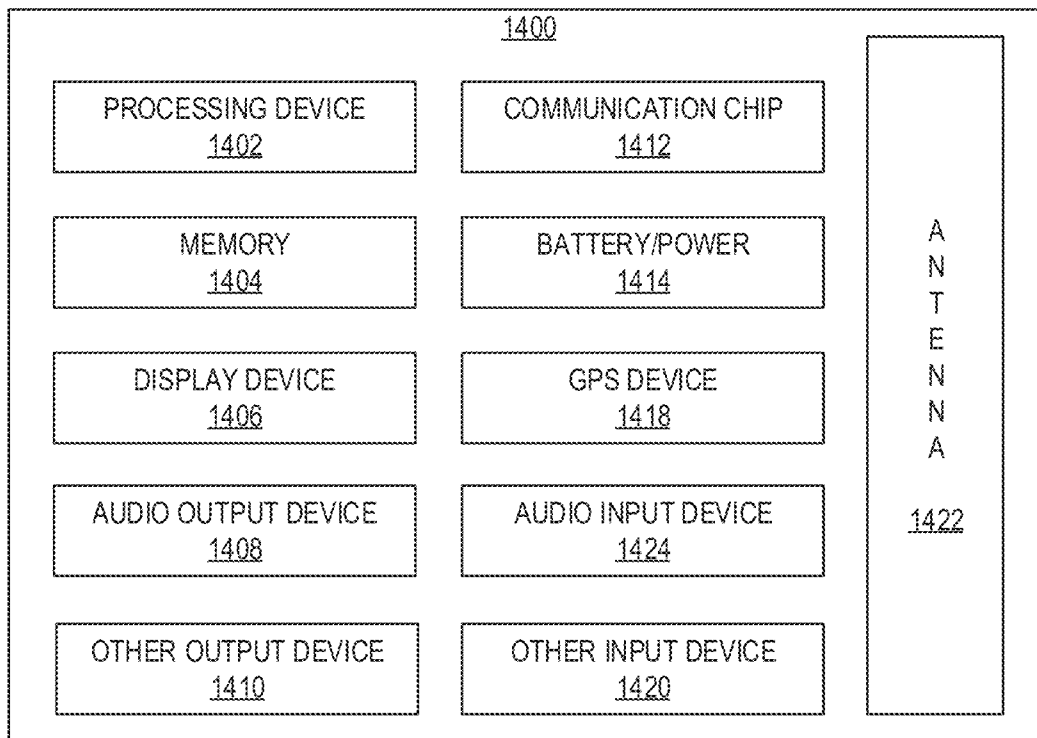 1400
PROCESSING DEVICE
1402
COMMUNICATION CHIP
1412
MEMORY
1404
BATTERY/POWER
1414
DISPLAY DEVICE
1406
GPS DEVICE
1418
AUDIO OUTPUT DEVICE
1408
AUDIO INPUT DEVICE
1424
OTHER OUTPUT DEVICE
1410
OTHER INPUT DEVICE
1420
ANTENNA
1422